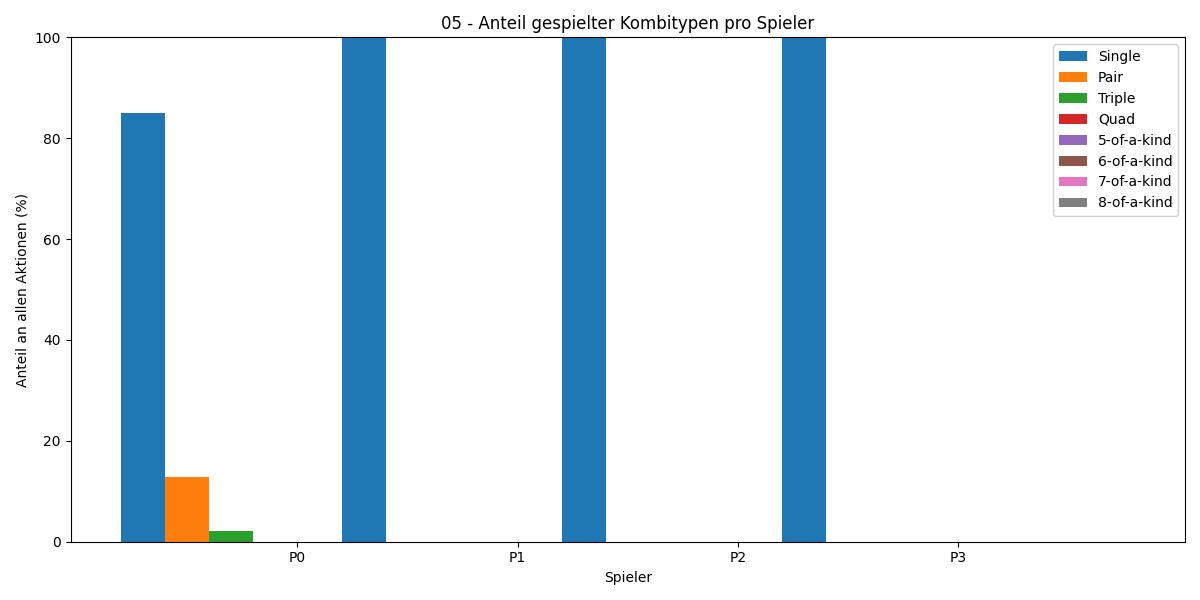 05 - Anteil gespielter Kombitypen pro Spieler
100
80
60
40
20
0
Anteil an allen Aktionen (%)
Single
Pair
Triple
Quad
5-of-a-kind
6-of-a-kind
7-of-a-kind
8-of-a-kind
P0 P1 P2 P3
Spieler